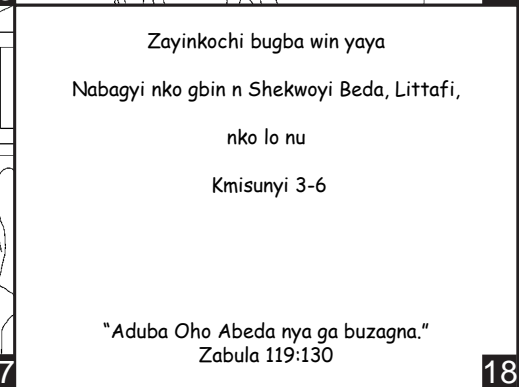 Zayinkochi bugba win yaya
Nabagyi nko gbin n Shekwoyi Beda, Littafi,
nko lo nu
Kmisunyi 3-6
“Aduba Oho Abeda nya ga buzagna.”
Zabula 119:130
7
18